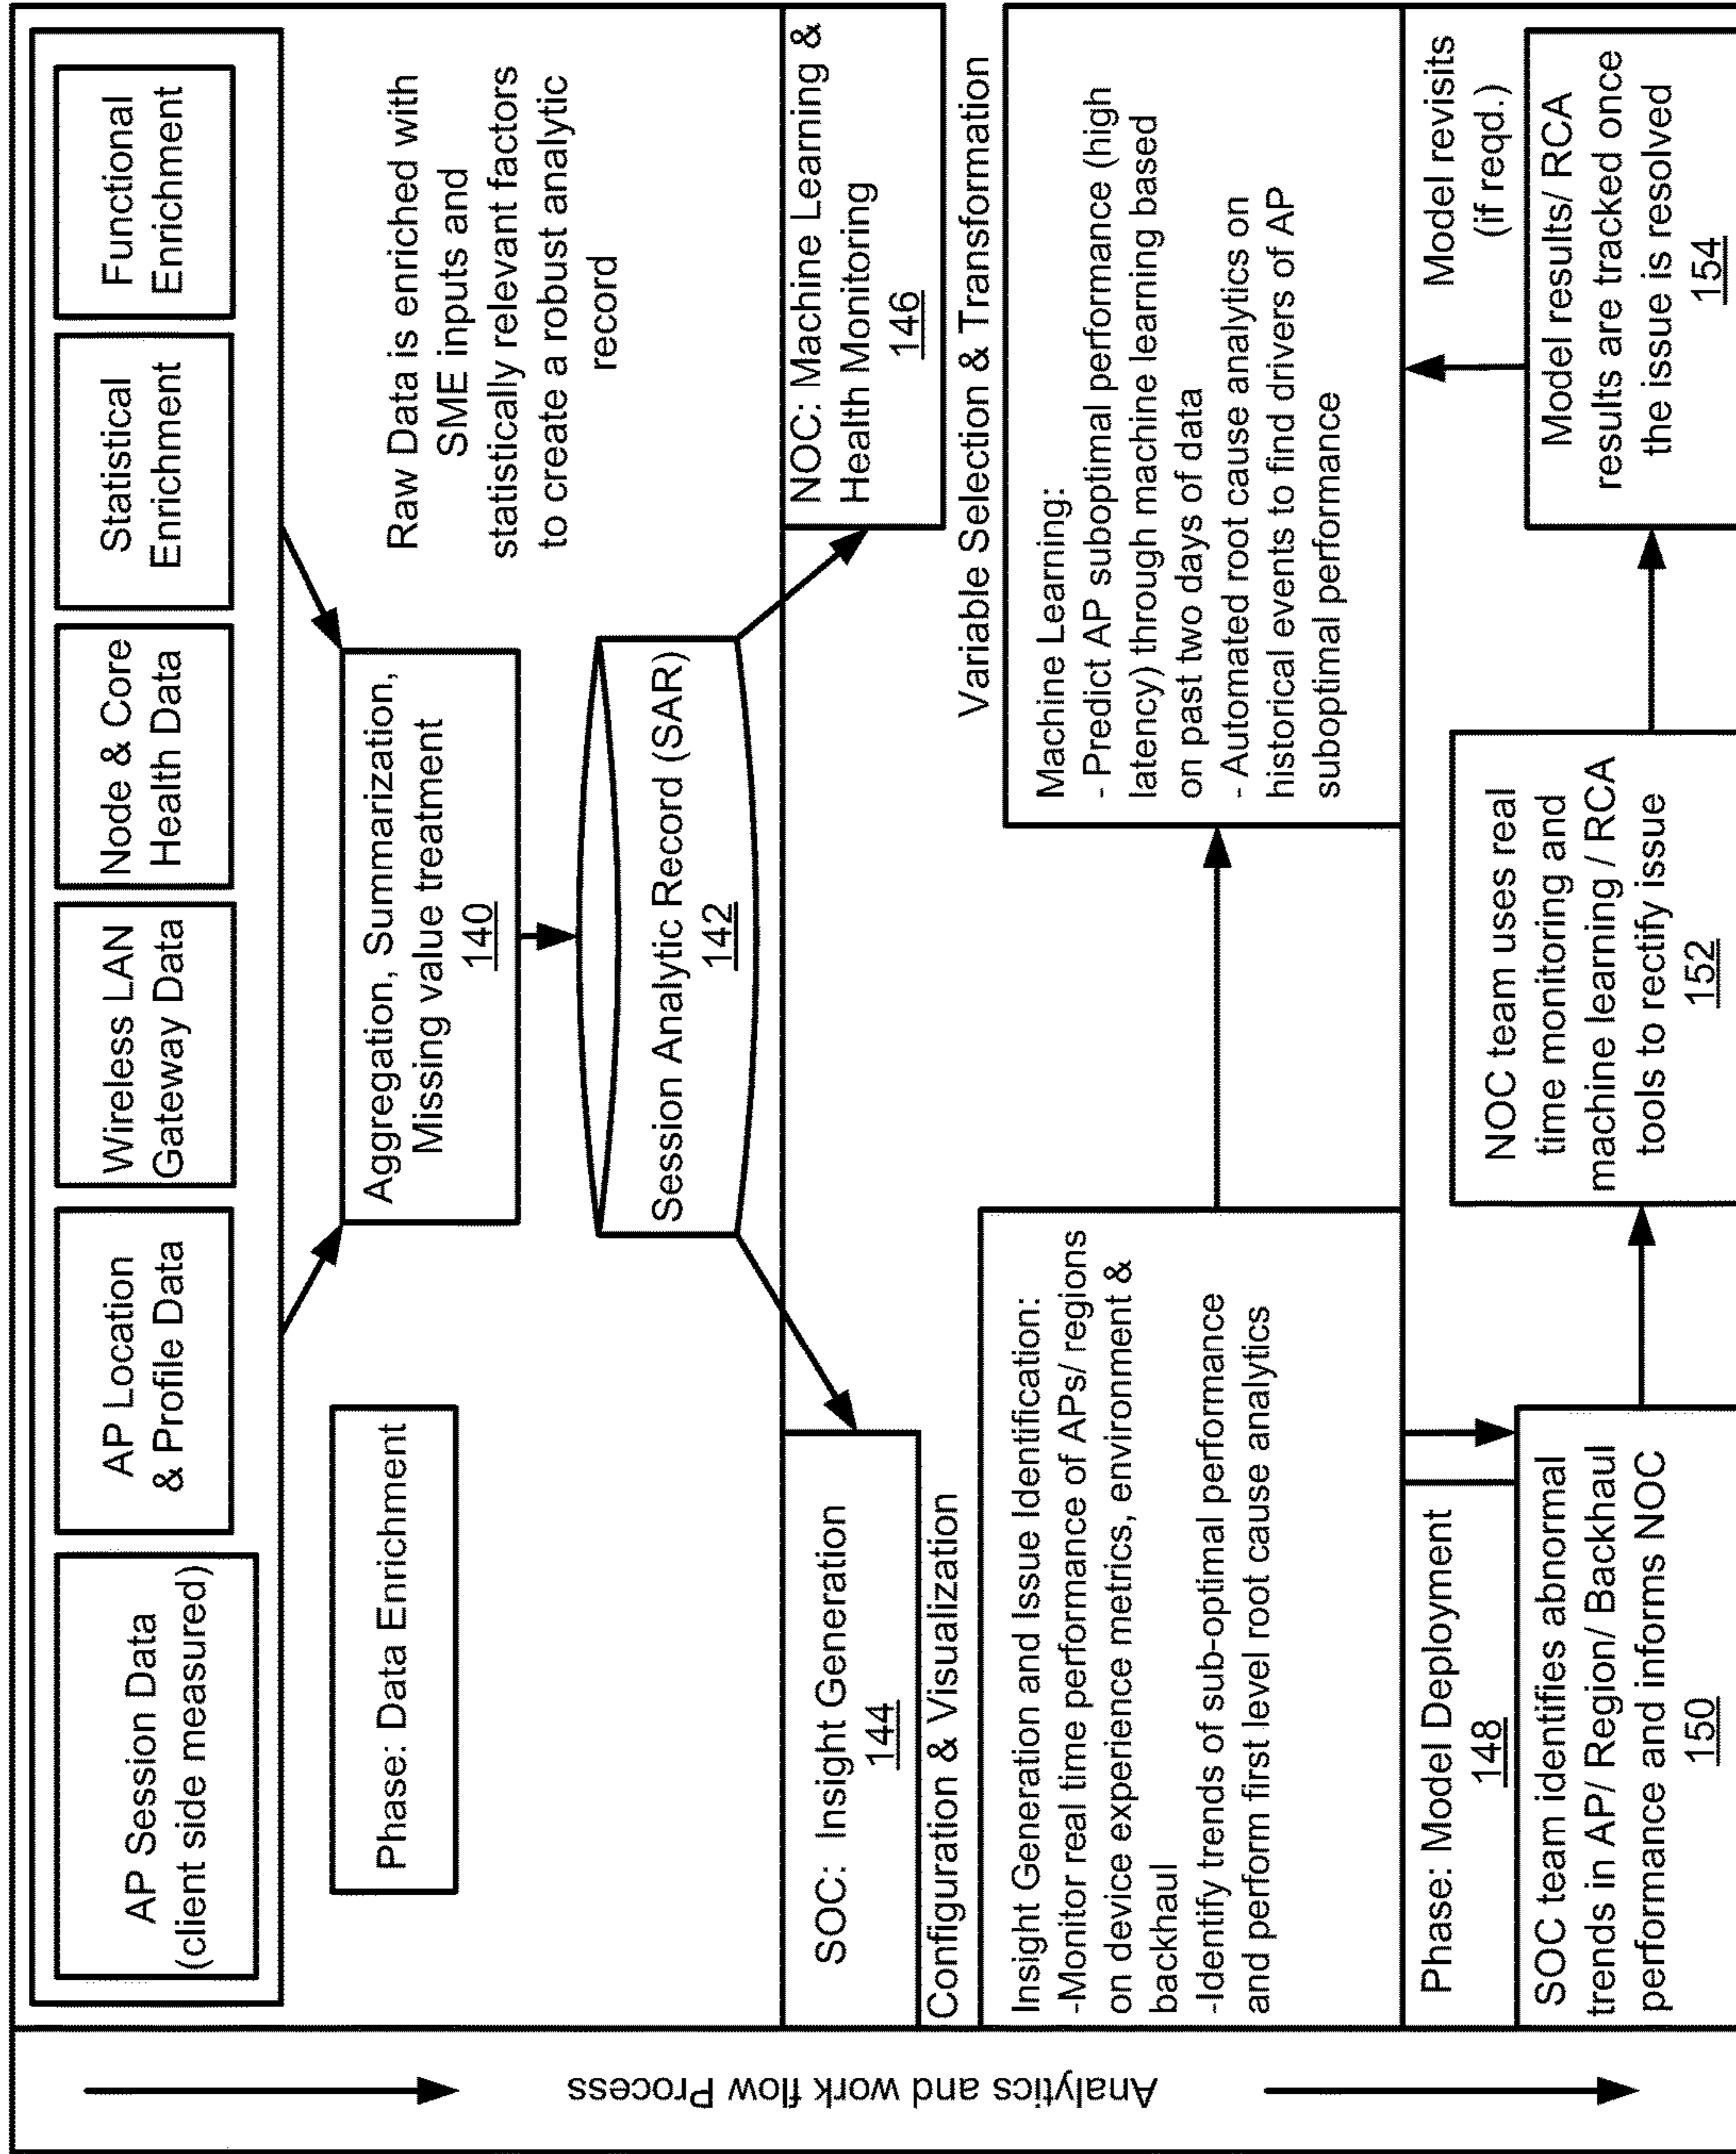 Analytics and work flow Process
AP Session Data
(client side measured)
AP Location
& Profile Data
Wireless LAN
Gateway Data
Node & Core
Health Data
Statistical
Enrichment
Functional
Enrichment
Phase: Data Enrichment
Aggregation, Summarization,
Missing value treatment
140
Raw Data is enriched with
SME inputs and
statistically relevant factors
to create a robust analytic
record
Session Analytic Record (SAR)
142
SOC: Insight Generation
144
NOC: Machine Learning &
Health Monitoring
146
Configuration & Visualization
Variable Selection & Transformation
Insight Generation and Issue Identification:
-Monitor real time performance of APs/ regions
on device experience metrics, environment &
backhaul
-Identify trends of sub-optimal performance
and perform first level root cause analytics
Machine Learning:
- Predict AP suboptimal performance (high
latency) through machine learning based
on past two days of data
- Automated root cause analytics on
historical events to find drivers of AP
suboptimal performance
Phase: Model Deployment
148
SOC team identifies abnormal
trends in AP/ Region/ Backhaul
performance and informs NOC
150
NOC team uses real
time monitoring and
machine learning / RCA
tools to rectify issue
152
Model revisits
(if reqd.)
Model results/ RCA
results are tracked once
the issue is resolved
154